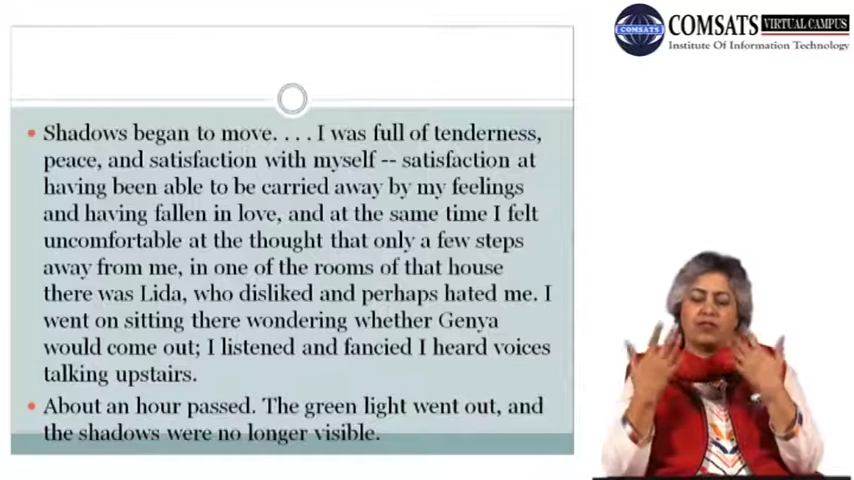 COMSATS VIRTUAL CAMPUS
COMSATS
Institute Of Information Technology
Shadows began to move. . . . I was full of tenderness,
peace, and satisfaction with myself -- satisfaction at
having been able to be carried away by my feelings
and having fallen in love, and at the same time I felt
uncomfortable at the thought that only a few steps
away from me, in one of the rooms of that house
there was Lida, who disliked and perhaps hated me. I
went on sitting there wondering whether Genya
would come out; I listened and fancied I heard voices
talking upstairs.
About an hour passed. The green light went out, and
the shadows were no longer visible.